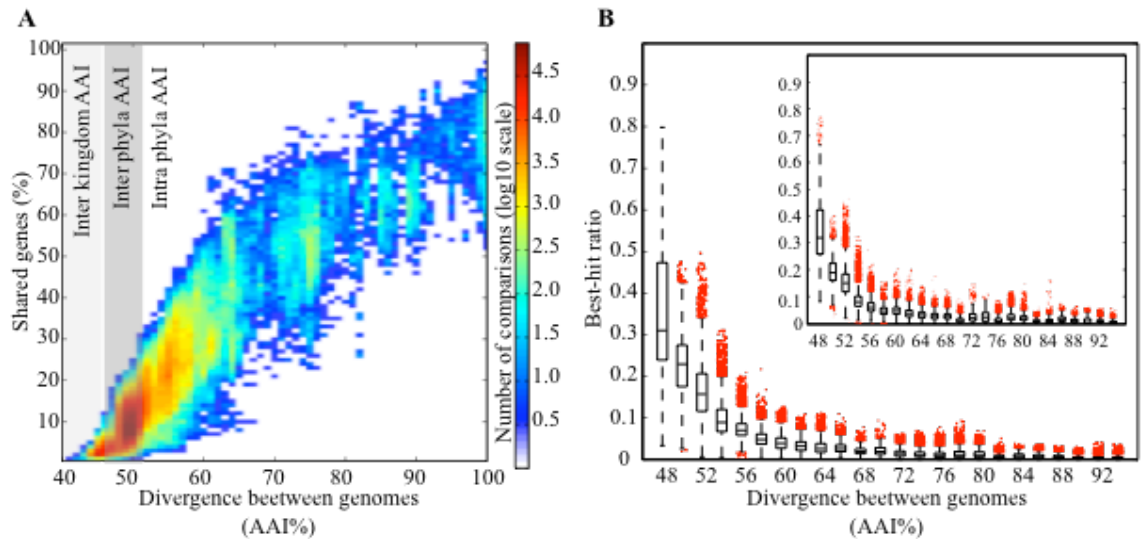 A
Shared genes (%)
100
90
80
70
60
50
40
30
20
10
Inter kingdom AAI
Inter phyla AAI
Intra phyla AAI
40 50 60 70 80 90 100
Divergence beetween genomes
(AAI%)
Number of comparisons (log10 scale)
4.5
4.0
3.5
3.0
2.5
2.0
1.5
1.0
0.5
B
Best-hit ratio
1
0.9
0.8
0.7
0.6
0.5
0.4
0.3
0.2
0.1
0
48 52 56 60 64 68 72 76 80 84 88 92
Divergence beetween genomes
(AAI%)
0.9
0.8
0.7
0.6
0.5
0.4
0.3
0.2
0.1
0
48 52 56 60 64 68 72 76 80 84 88 92